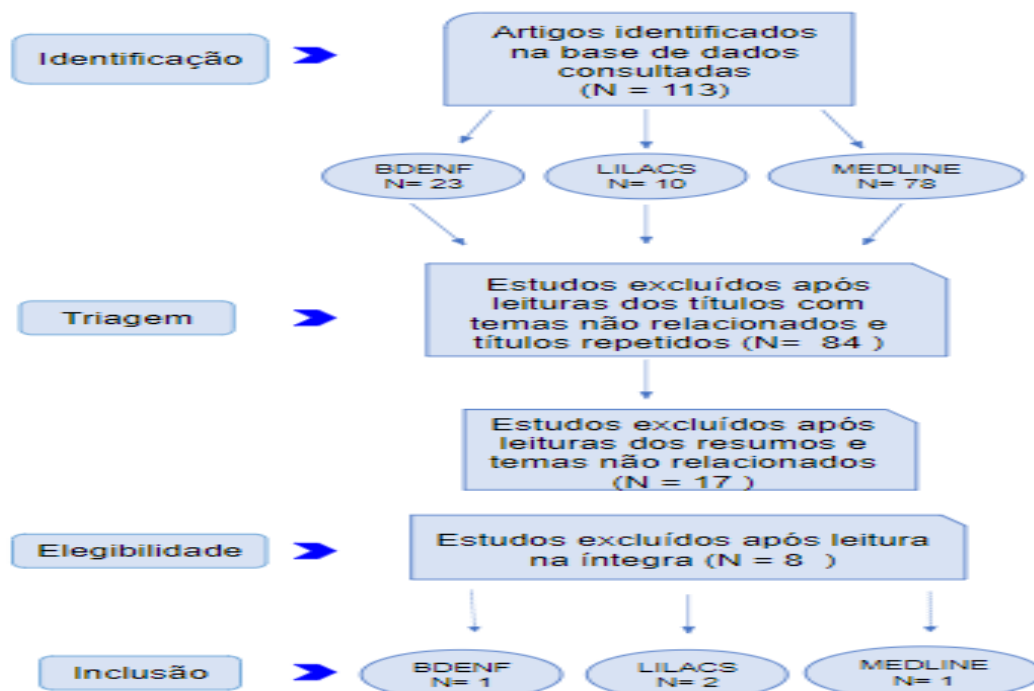 Identificação
Artigos identificados
na base de dados
consultadas
(N = 113)
BDENF
N= 23
LILACS
N= 10
MEDLINE
N= 78
Triagem
Estudos excluídos após
leituras dos títulos com
temas não relacionados e
títulos repetidos (N= 84 )
Estudos excluídos após
leituras dos resumos e
temas não relacionados
(N = 17 )
Elegibilidade
Estudos excluídos após leitura
na íntegra (N = 8 )
Inclusão
BDENF
N= 1
LILACS
N= 2
MEDLINE
N= 1